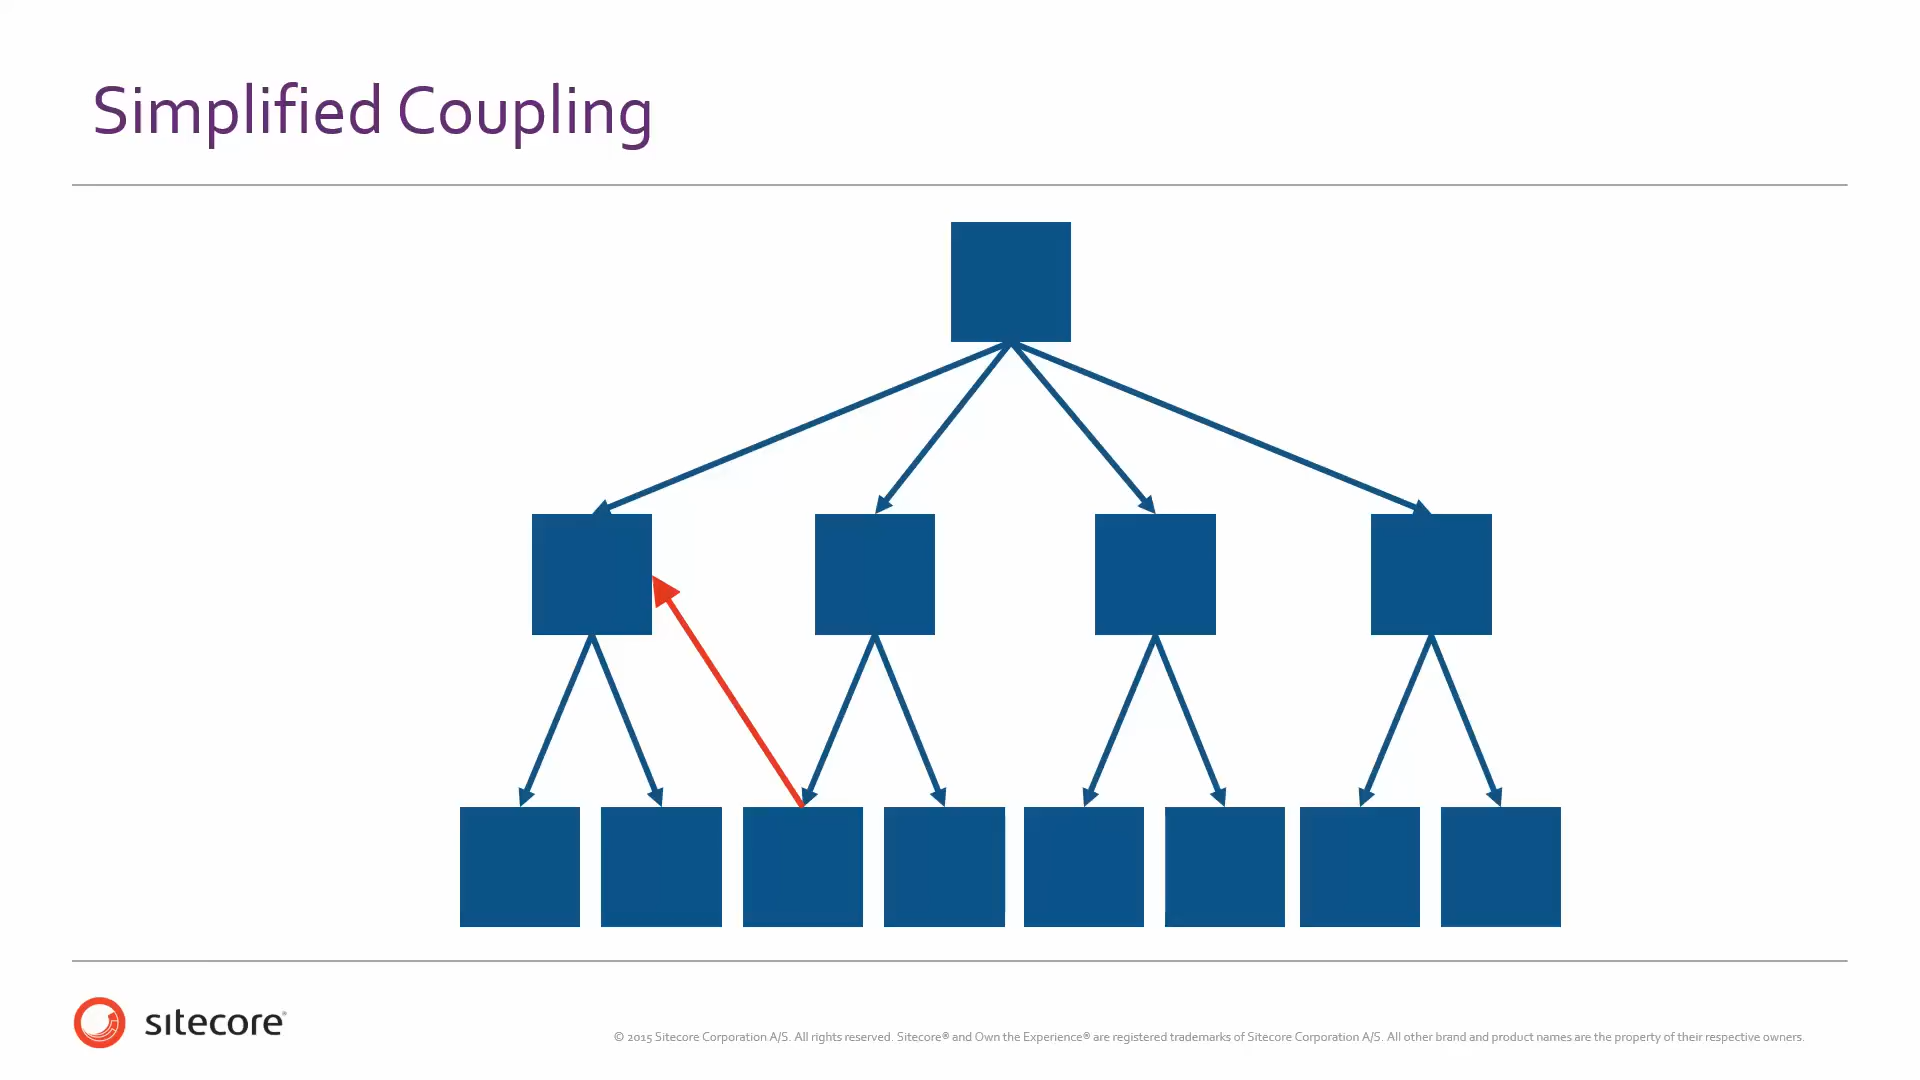 Simplified Coupling
sitecore®
© 2015 Sitecore Corporation A/S. All rights reserved. Sitecore® and Own the Experience® are registered trademarks of Sitecore Corporation A/S. All other brand and product names are the property of their respective owners.